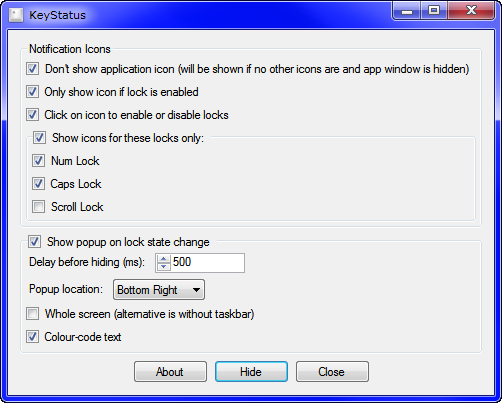 KeyStatus
Notification Icons
Don't show application icon (will be shown if no other icons are and app window is hidden)
Only show icon if lock is enabled
Click on icon to enable or disable locks
Show icons for these locks only:
Num Lock
Caps Lock
Scroll Lock
Show popup on lock state change
Delay before hiding (ms): 500
Popup location: Bottom Right
Whole screen (alternative is without taskbar)
Colour-code text
About Hide Close